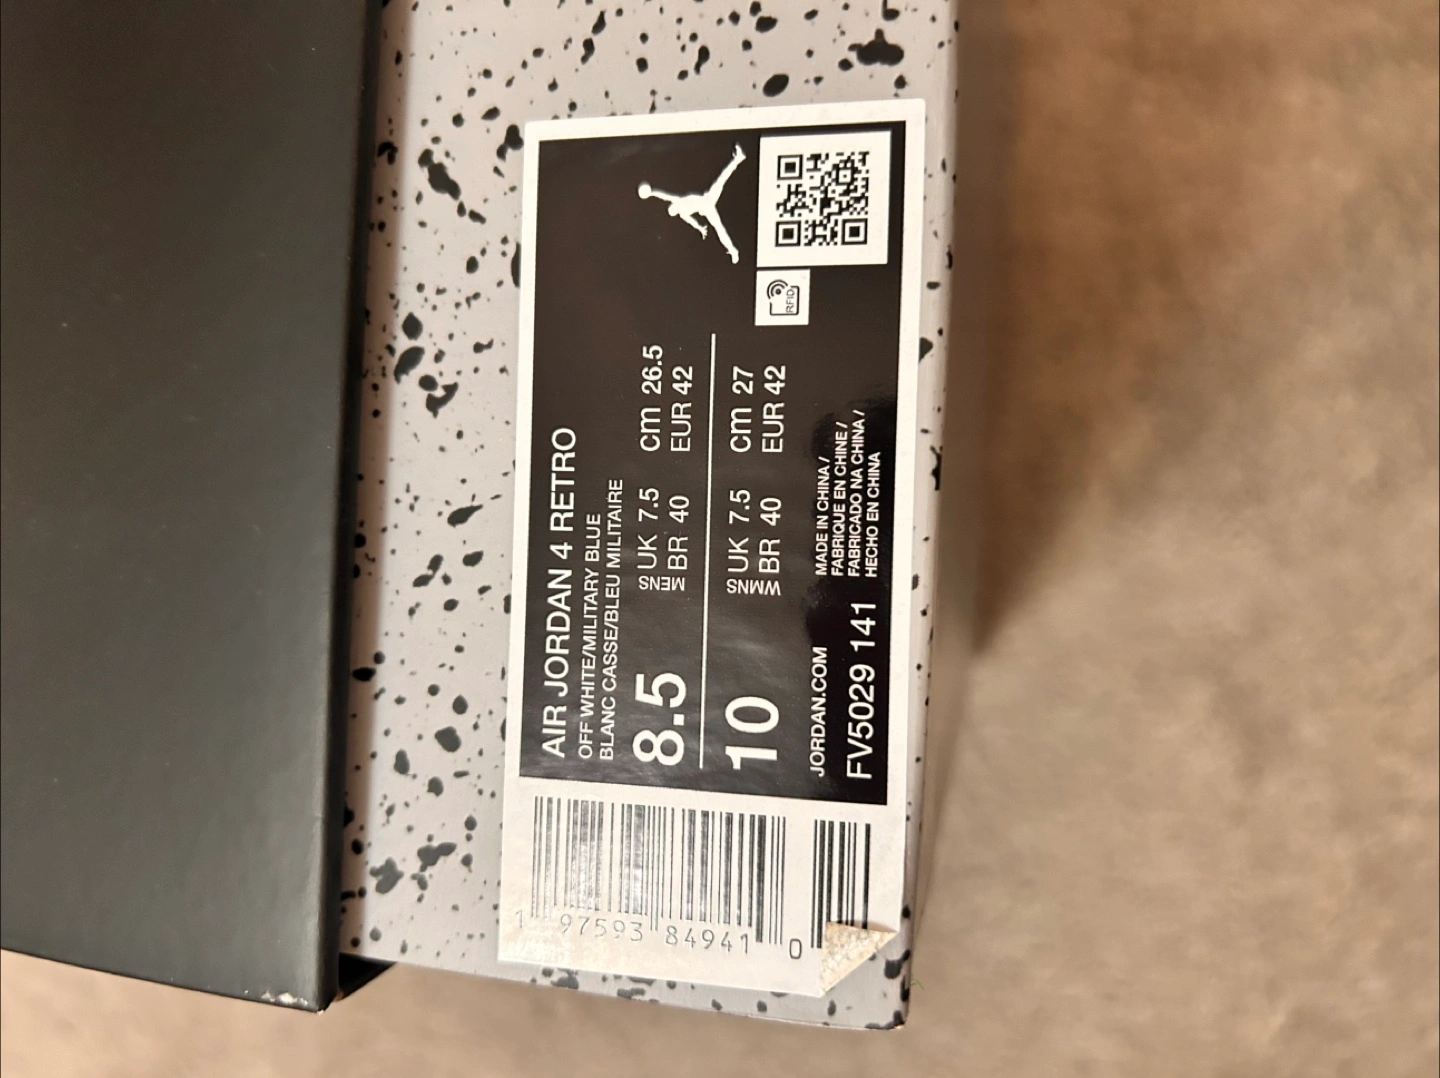 AIR JORDAN 4 RETRO
OFF WHITE/MILITARY BLUE
BLANC CASSE/BLEU MILITAIRE
8.5 MENS UK 7.5 cm 26.5
BR 40 EUR 42
10 WMNS UK 7.5 cm 27
BR 40 EUR 42
RFID
JORDAN.COM
FV5029 141
MADE IN CHINA /
FABRIQUE EN CHINE /
FABRICADO NA CHINA /
HECHO EN CHINA
1 97593 84941 0